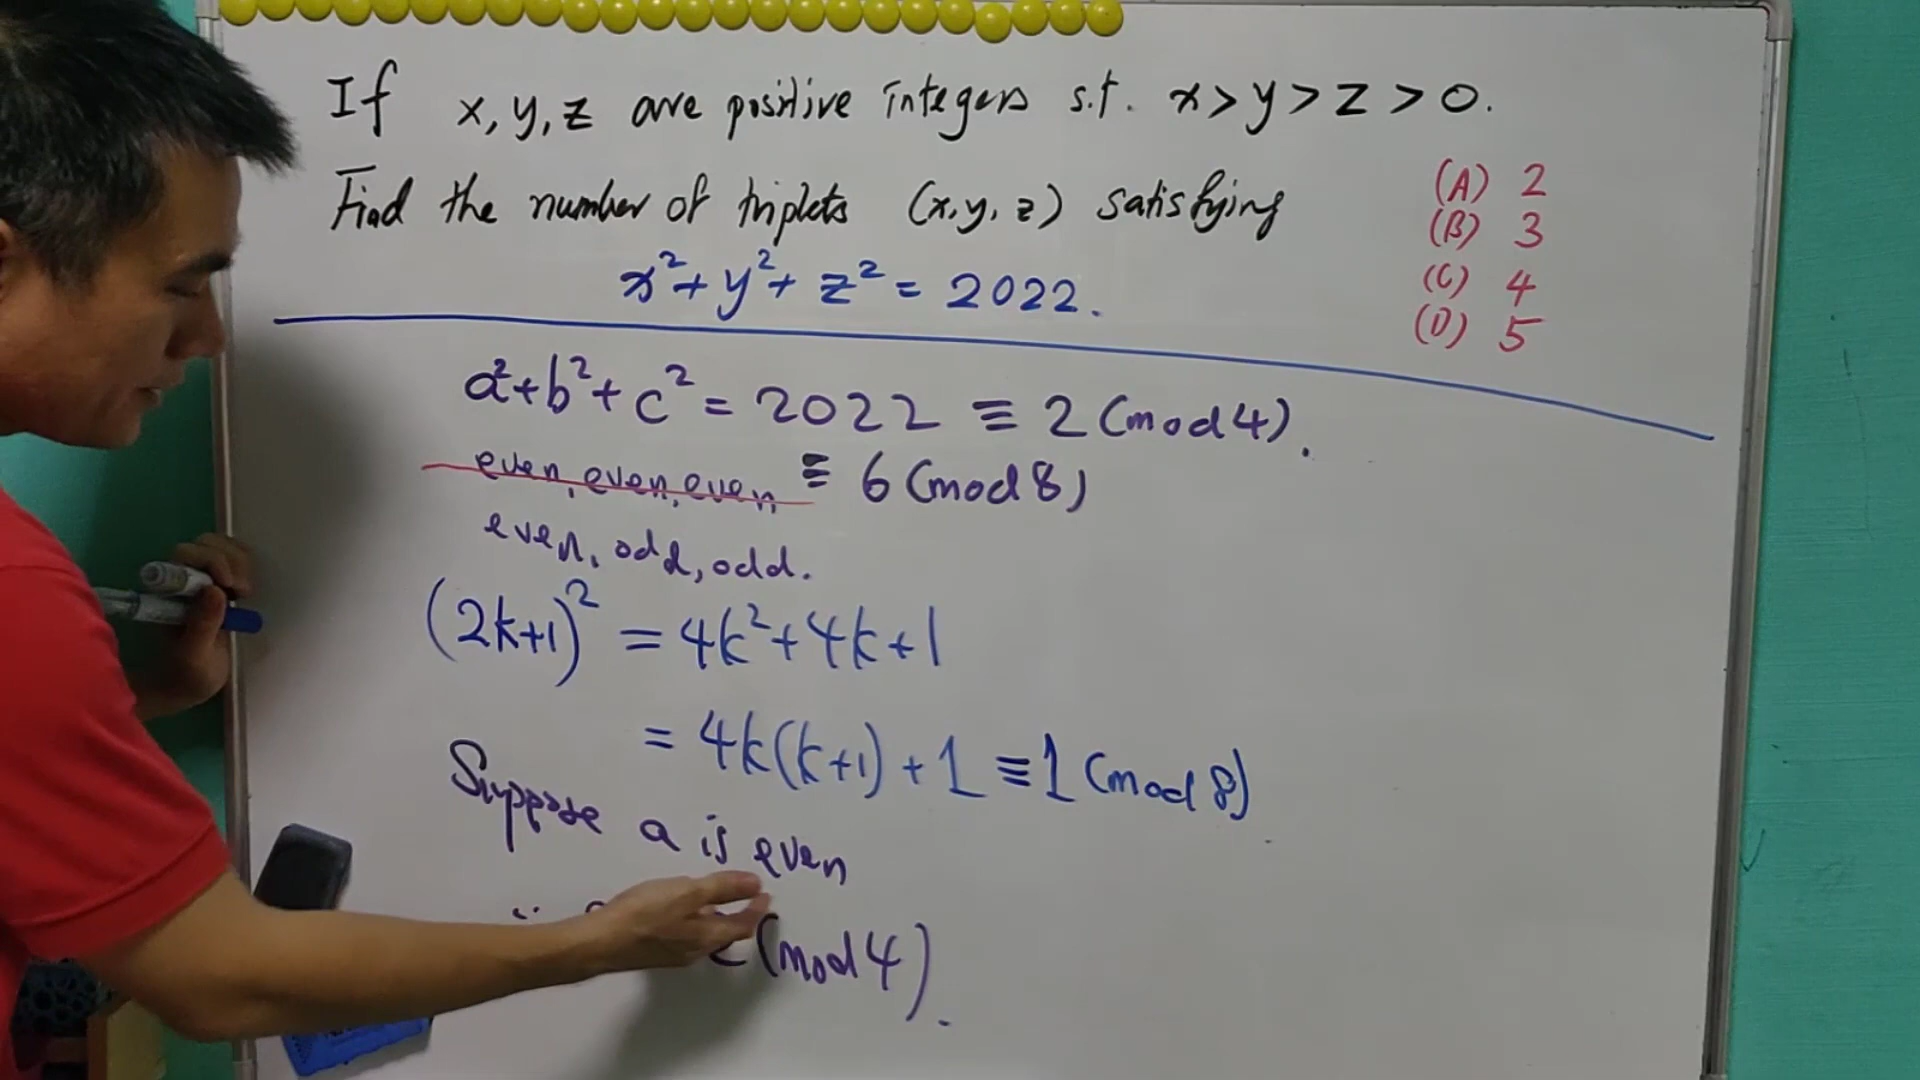 If x, y, z are positive integers s.t. x > y > z > 0.
Find the number of triplets (x, y, z) satisfying
x² + y² + z² = 2022.
(A) 2
(B) 3
(C) 4
(D) 5
a² + b² + c² = 2022 ≡ 2 (mod 4).
even, even, even ≡ 6 (mod 8)
even, odd, odd.
(2k+1)² = 4k² + 4k + 1
= 4k(k+1) + 1 ≡ 1 (mod 8)
Suppose a is even
2 (mod 4).